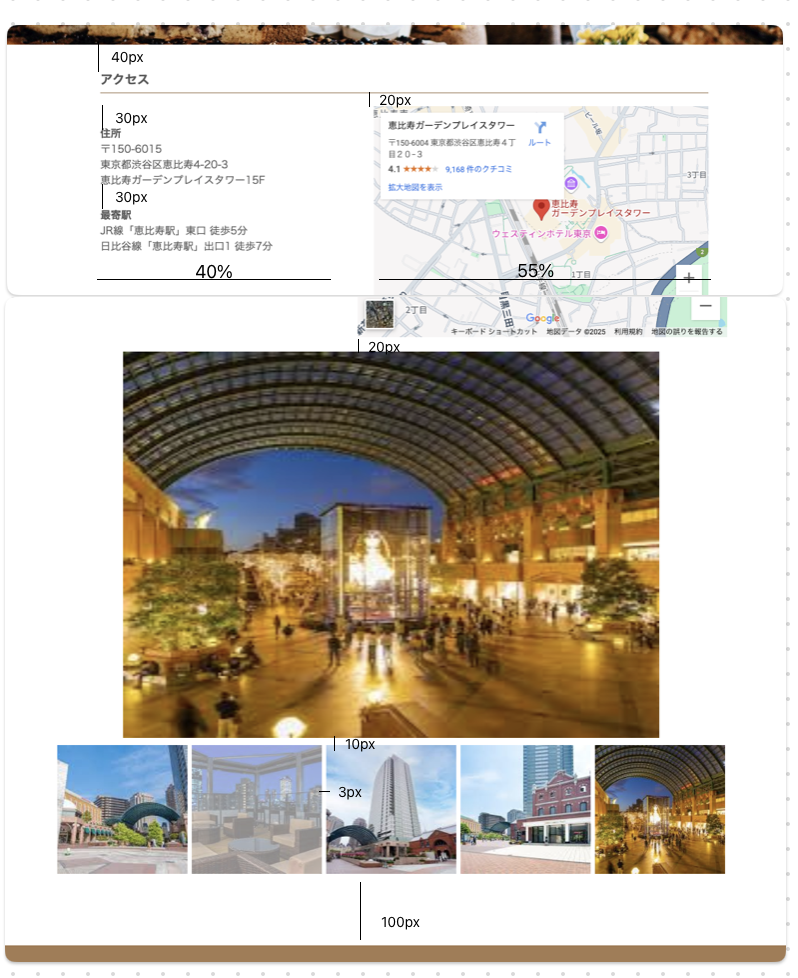 40px
アクセス
20px
30px
住所
〒150-6015
東京都渋谷区恵比寿4-20-3
恵比寿ガーデンプレイスタワー15F
30px
最寄駅
JR線「恵比寿駅」東口 徒歩5分
日比谷線「恵比寿駅」出口1 徒歩7分
40%
恵比寿ガーデンプレイスタワー
〒150-6004 東京都渋谷区恵比寿４丁
目２０−３
ルート
4.1 ★★★★★ 9,168 件のクチコミ
拡大地図を表示
ビール坂
3丁目
恵比寿
ガーデンプレイスタワー
ウェスティンホテル東京
2
55%
1丁目
+
2丁目
Google
−
キーボード ショートカット 地図データ ©2025 利用規約 地図の誤りを報告する
20px
10px
3px
100px